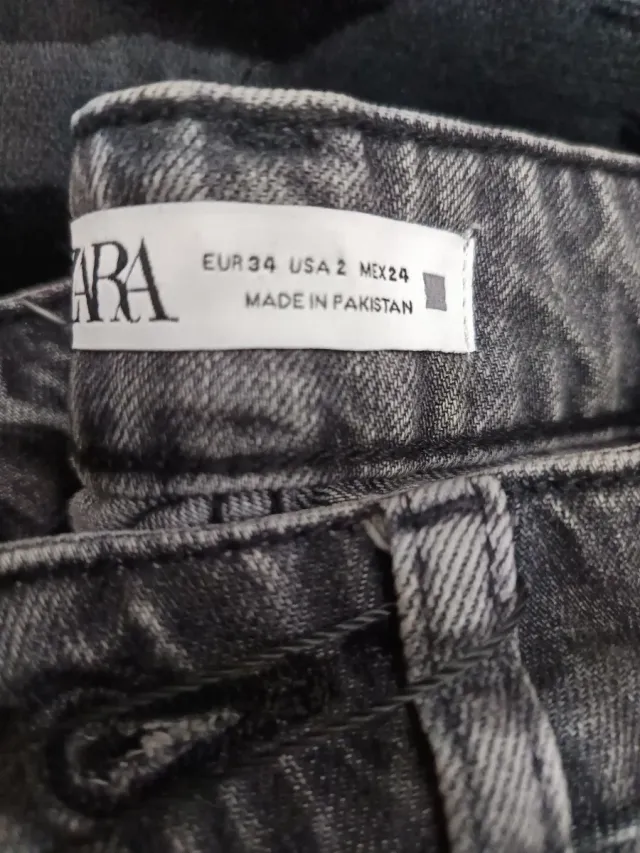 ZARA
EUR 34 USA 2 MEX 24
MADE IN PAKISTAN